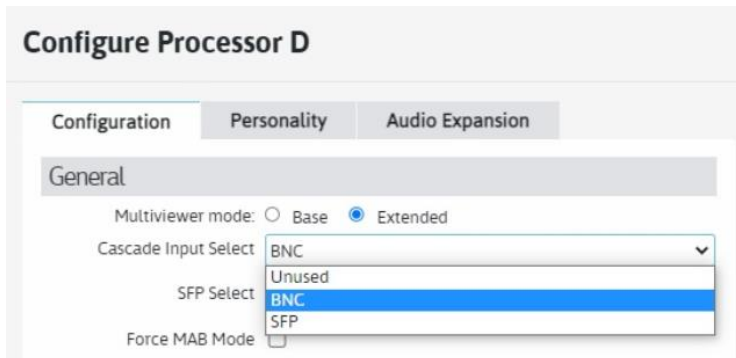 Configure Processor D
Configuration Personality Audio Expansion
General
Multiviewer mode: Base Extended
Cascade Input Select BNC
Unused
SFP Select BNC
SFP
Force MAB Mode